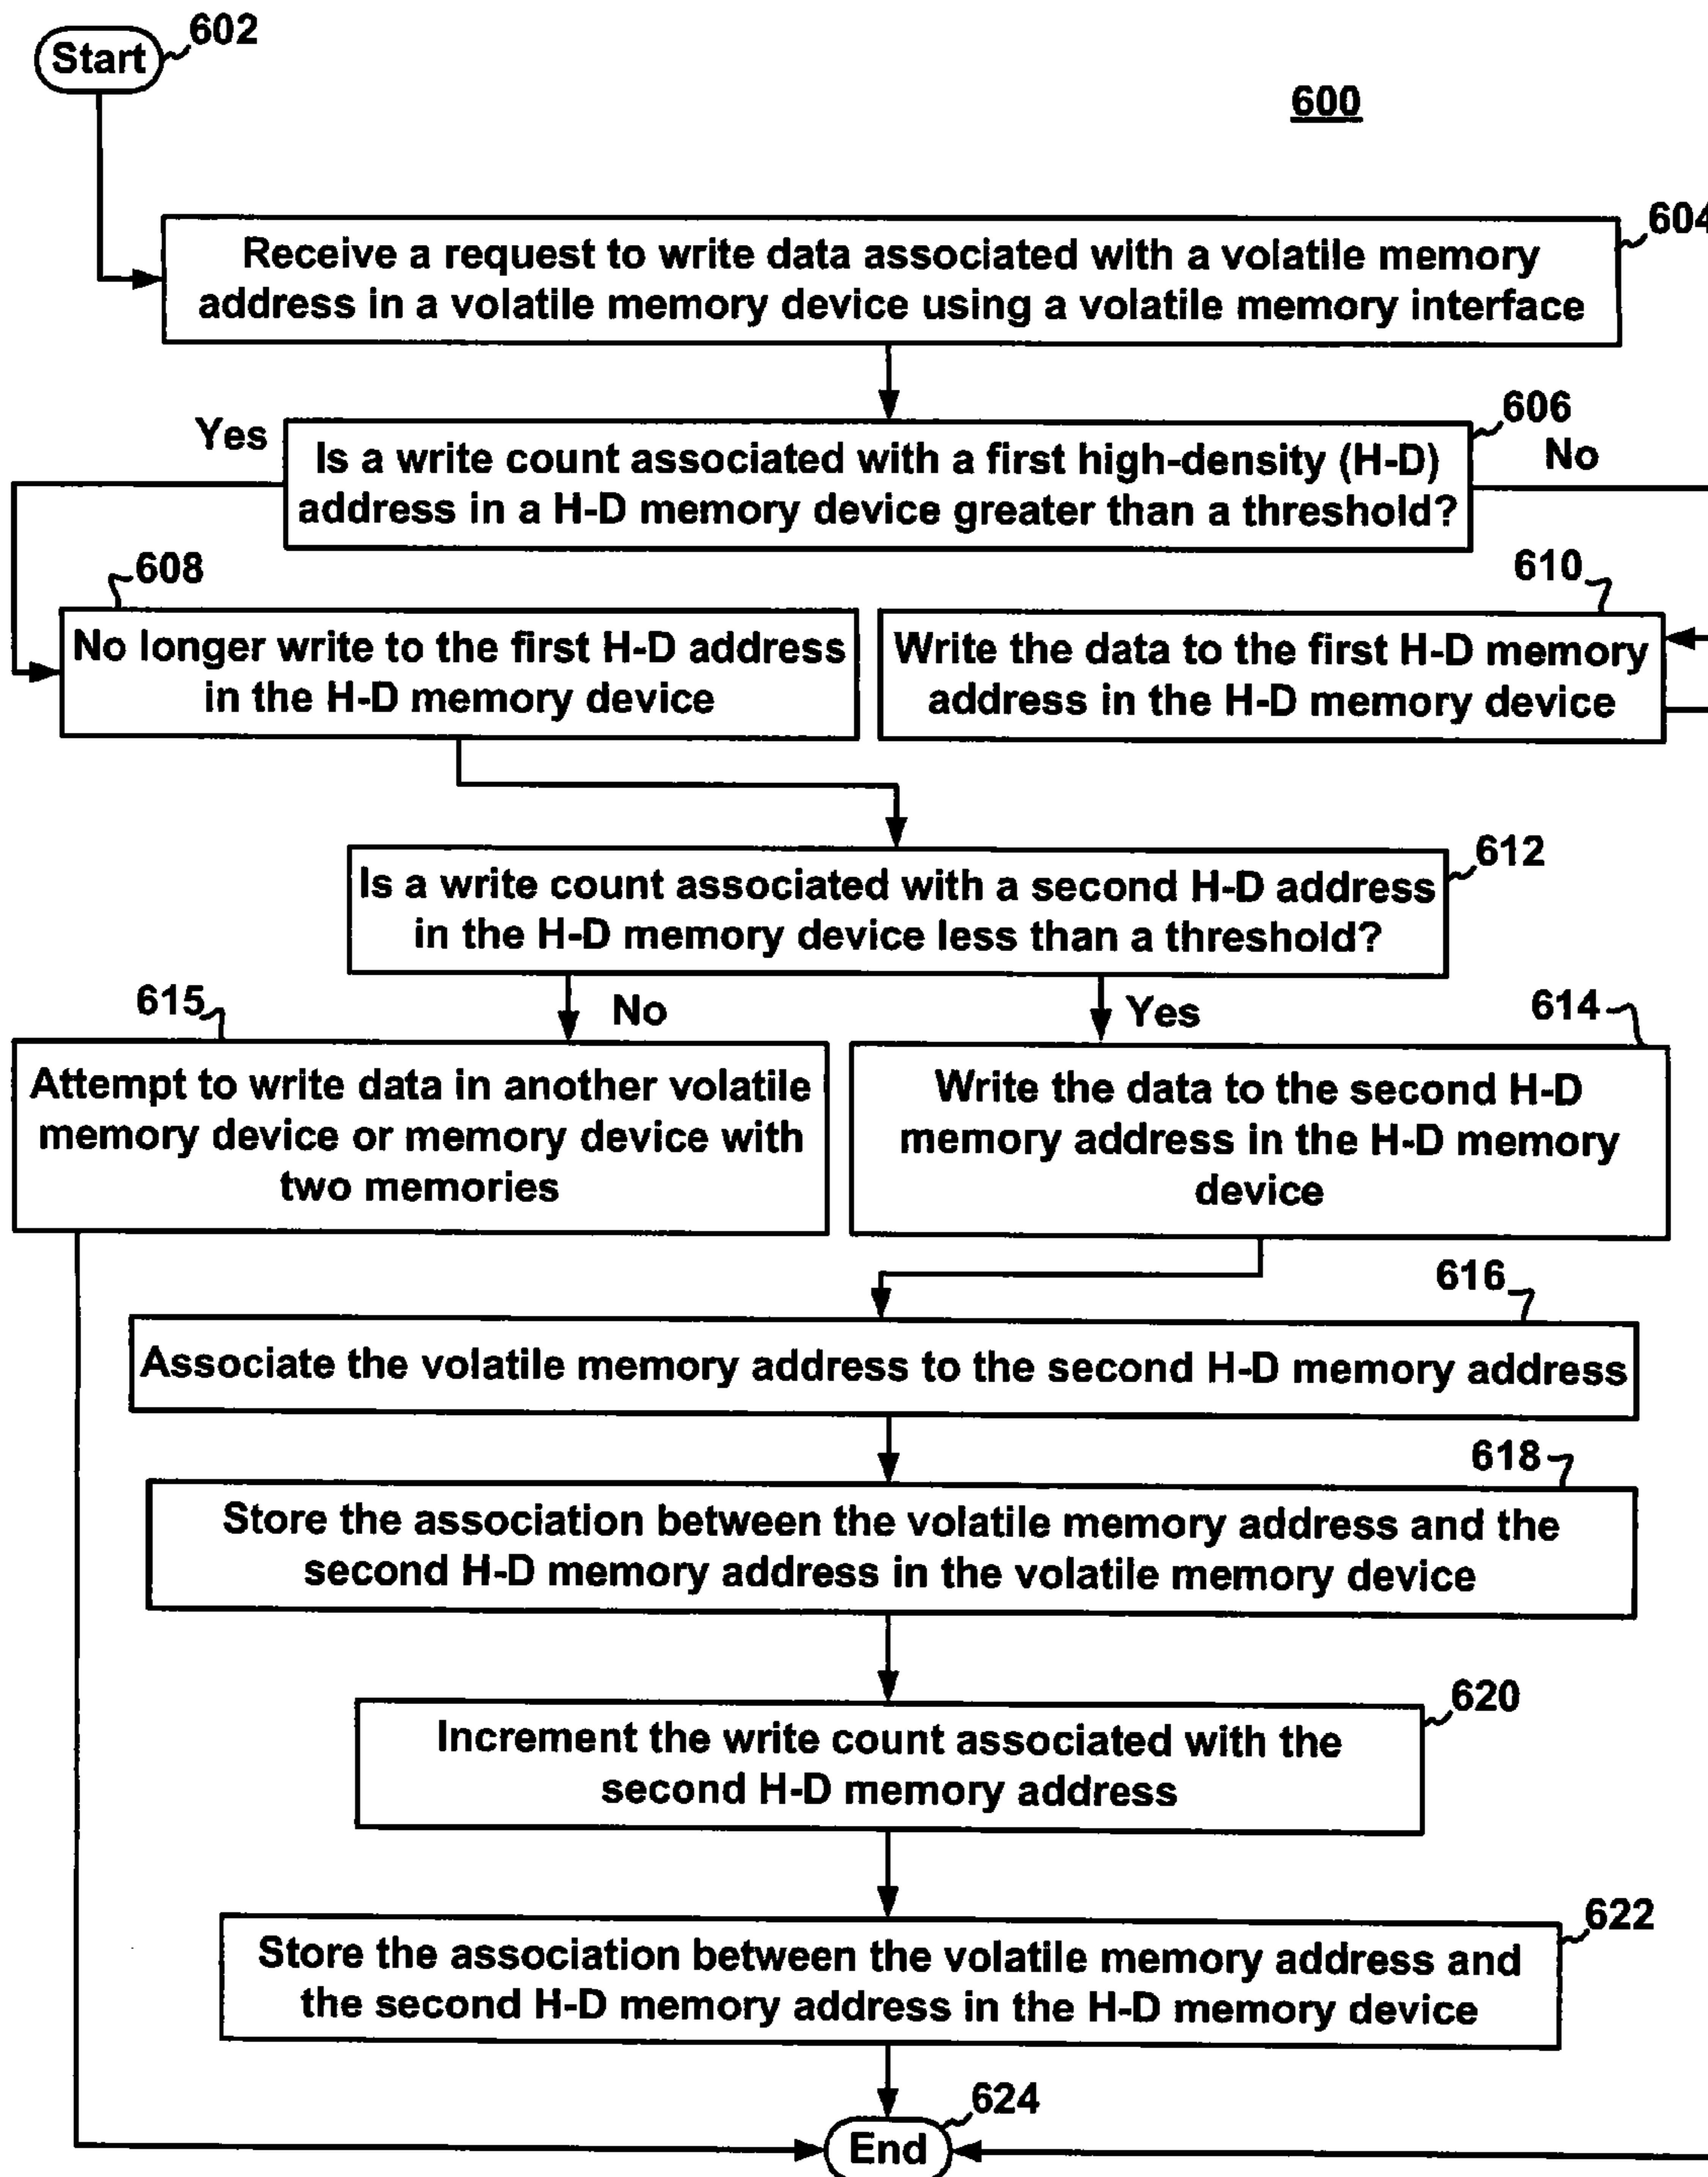 Start
602
600
604
Receive a request to write data associated with a volatile memory
address in a volatile memory device using a volatile memory interface
606
Yes
No
Is a write count associated with a first high-density (H-D)
address in a H-D memory device greater than a threshold?
608
610
No longer write to the first H-D address
in the H-D memory device
Write the data to the first H-D memory
address in the H-D memory device
612
Is a write count associated with a second H-D address
in the H-D memory device less than a threshold?
615
No
Yes
614
Attempt to write data in another volatile
memory device or memory device with
two memories
Write the data to the second H-D
memory address in the H-D memory
device
616
Associate the volatile memory address to the second H-D memory address
618
Store the association between the volatile memory address and the
second H-D memory address in the volatile memory device
620
Increment the write count associated with the
second H-D memory address
622
Store the association between the volatile memory address and
the second H-D memory address in the H-D memory device
624
End